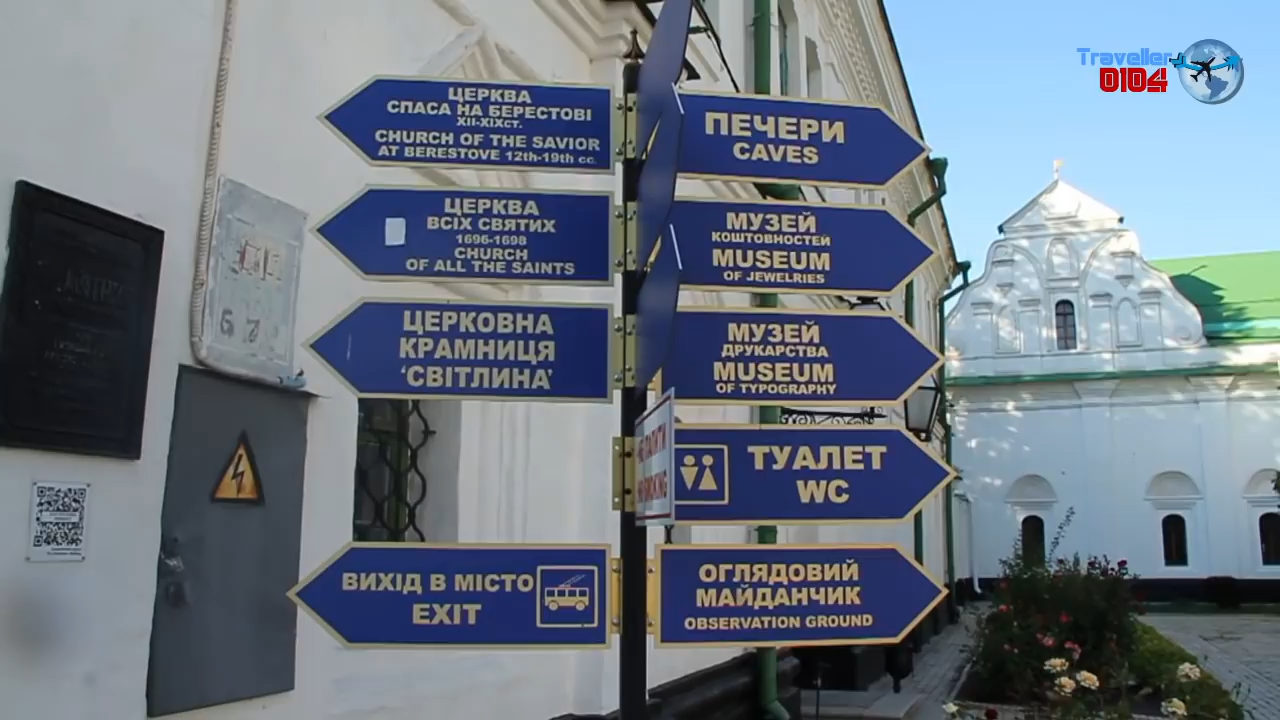 Traveller
0104
ЦЕРКВА
СПАСА НА БЕРЕСТОВІ
XII-XIXст.
CHURCH OF THE SAVIOR
AT BERESTOVE 12th-19th cc.
ЦЕРКВА
ВСІХ СВЯТИХ
1696-1698
CHURCH
OF ALL THE SAINTS
ЦЕРКОВНА
КРАМНИЦЯ
‘СВІТЛИНА’
ВИХІД В МІСТО
EXIT
ПЕЧЕРИ
CAVES
МУЗЕЙ
КОШТОВНОСТЕЙ
MUSEUM
OF JEWELRIES
МУЗЕЙ
ДРУКАРСТВА
MUSEUM
OF TYPOGRAPHY
ПАЛИТИ
SMOKING
ТУАЛЕТ
WC
ОГЛЯДОВИЙ
МАЙДАНЧИК
OBSERVATION GROUND